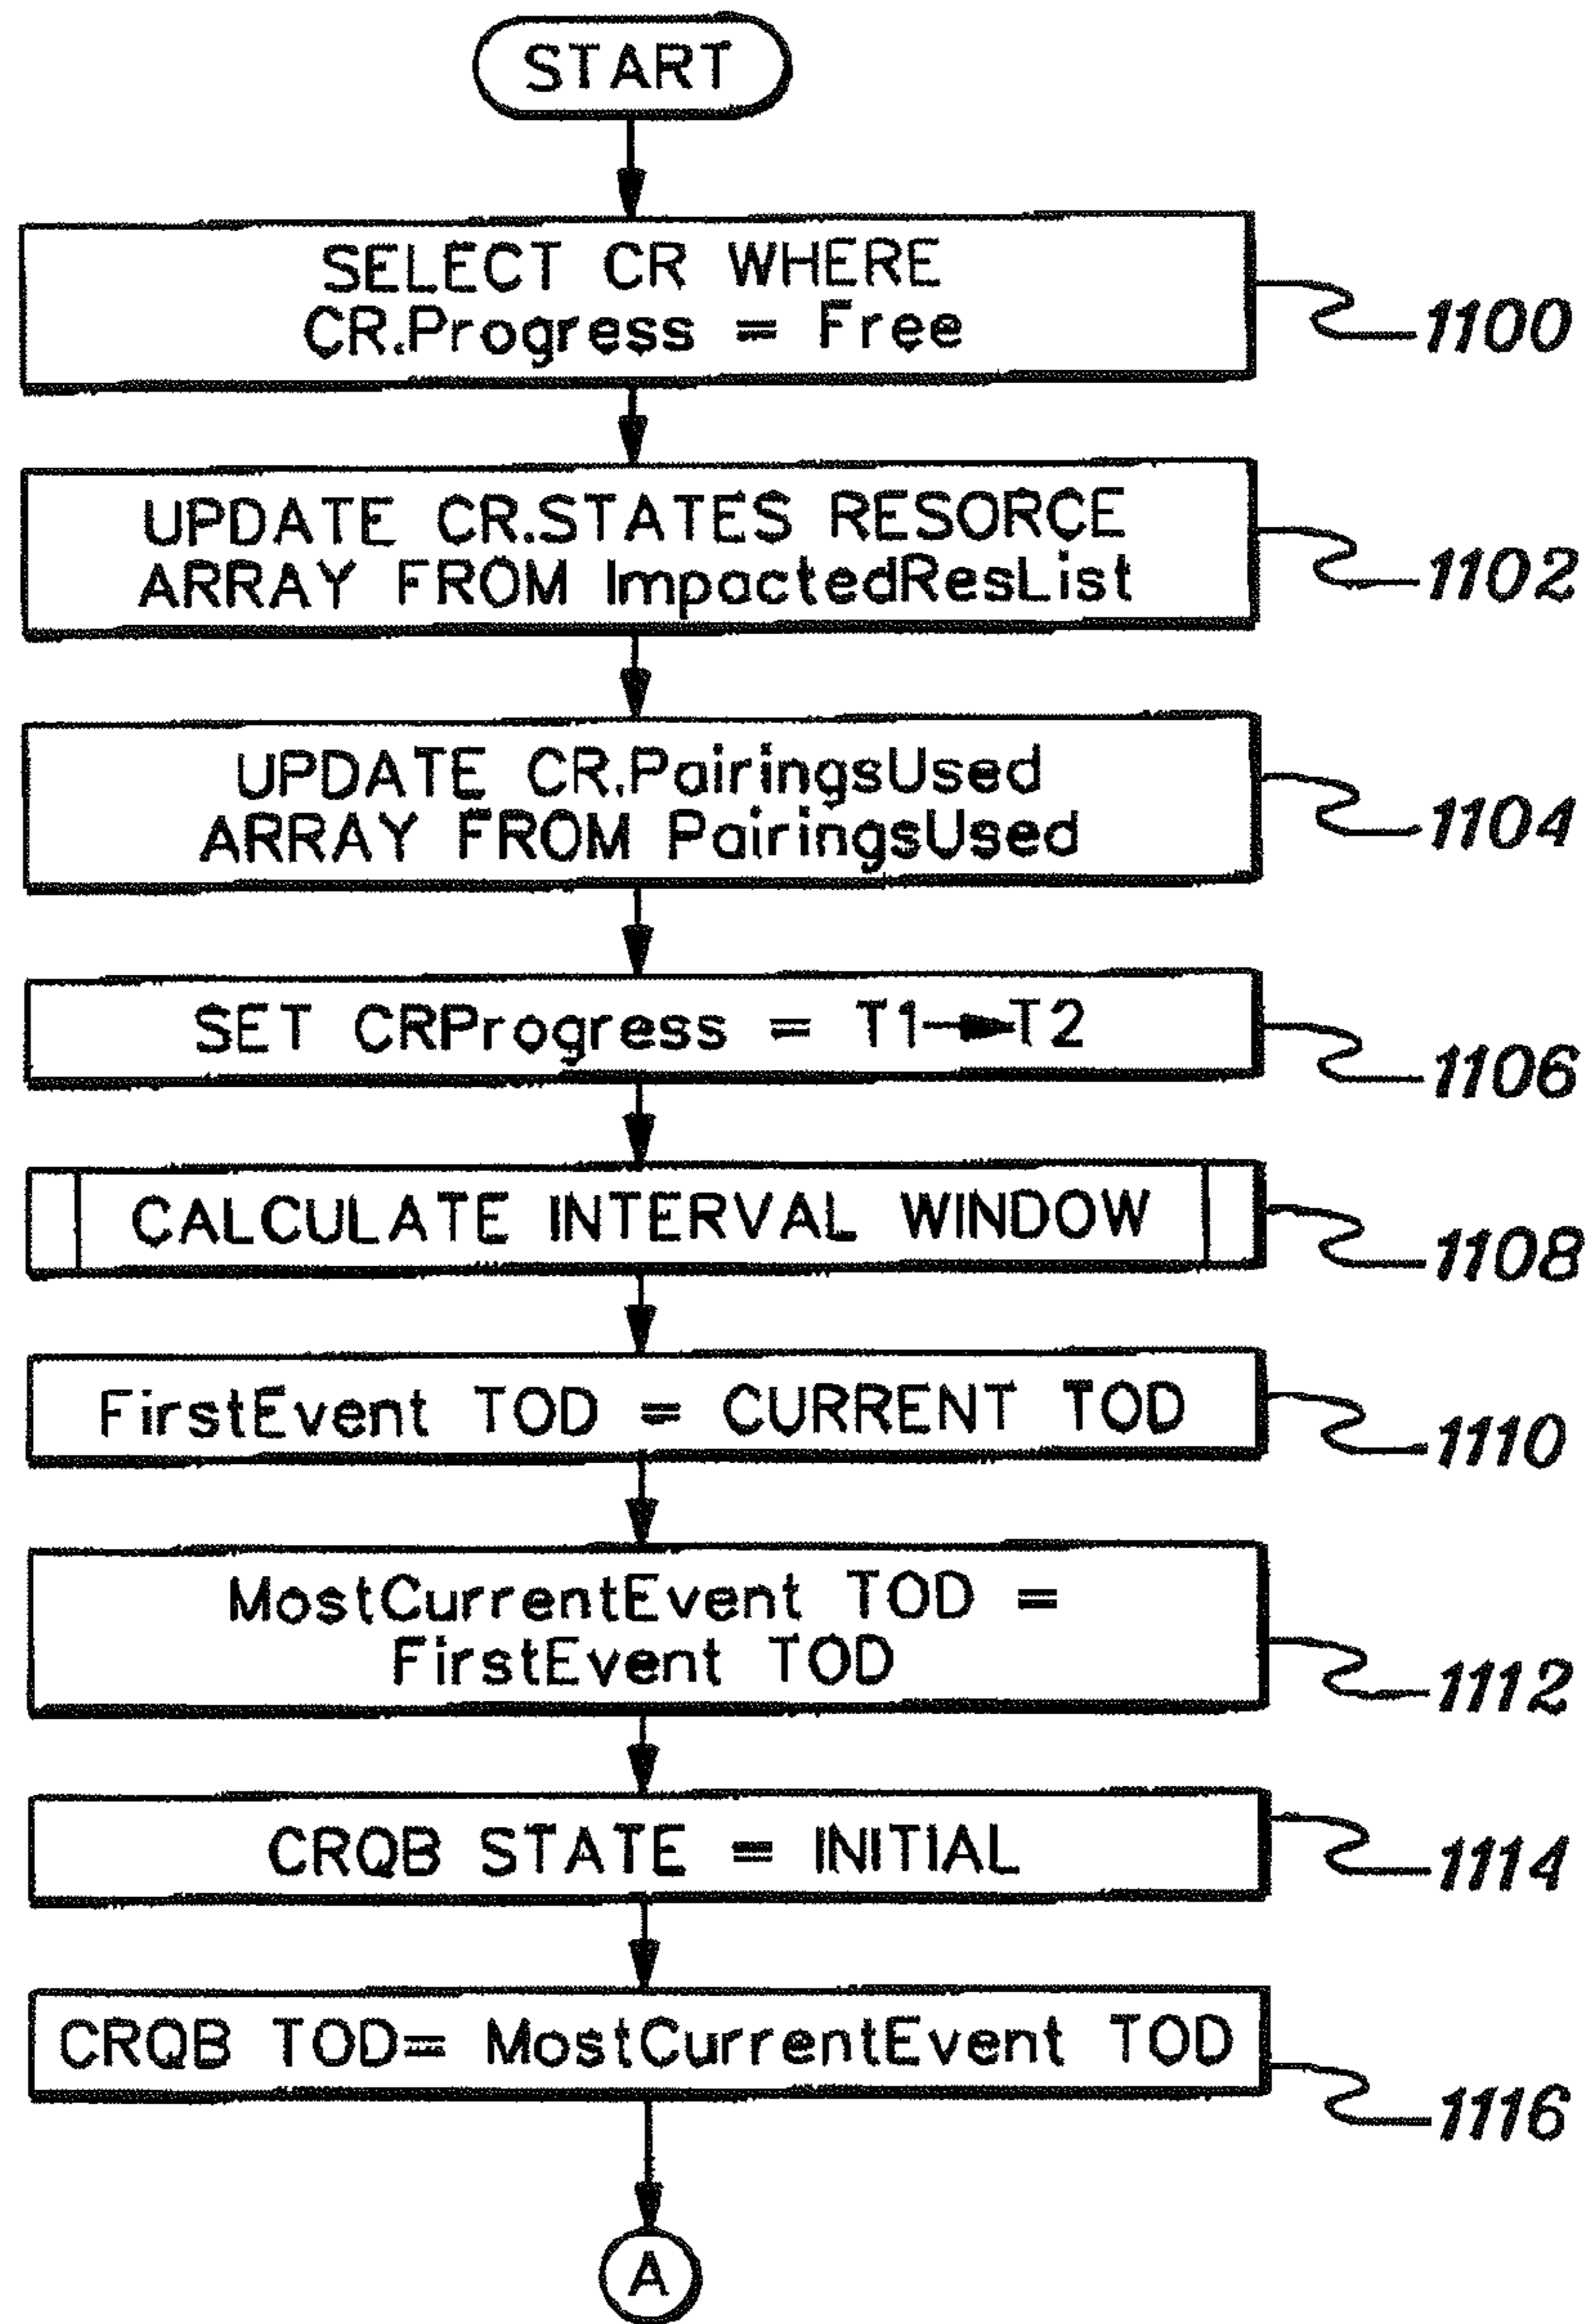 START
SELECT CR WHERE
CR.Progress = Free
1100
UPDATE CR.STATES RESORCE
ARRAY FROM ImpactedResList
1102
UPDATE CR.PairingsUsed
ARRAY FROM PairingsUsed
1104
SET CRProgress = T1→T2
1106
CALCULATE INTERVAL WINDOW
1108
FirstEvent TOD = CURRENT TOD
1110
MostCurrentEvent TOD =
FirstEvent TOD
1112
CRQB STATE = INITIAL
1114
CRQB TOD= MostCurrentEvent TOD
1116
A